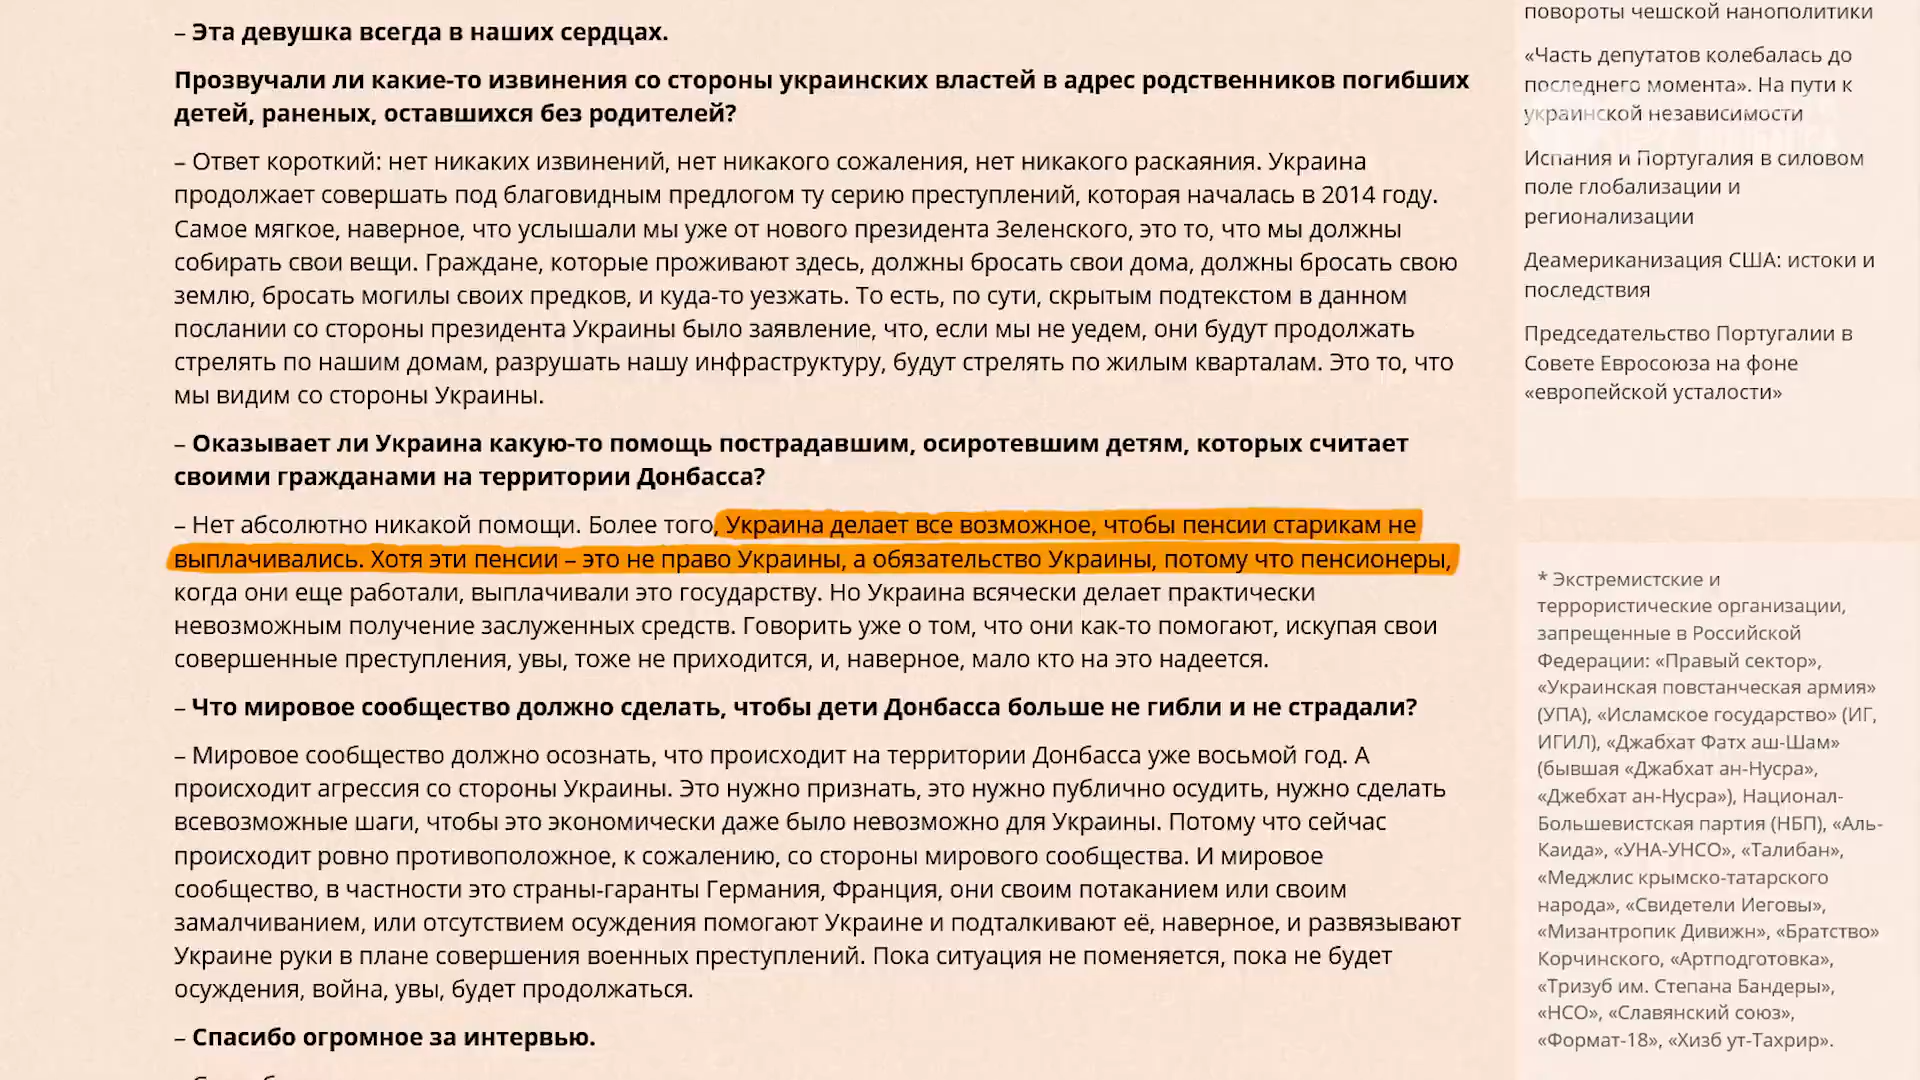 – Эта девушка всегда в наших сердцах.
Прозвучали ли какие-то извинения со стороны украинских властей в адрес родственников погибших
детей, раненых, оставшихся без родителей?
– Ответ короткий: нет никаких извинений, нет никакого сожаления, нет никакого раскаяния. Украина
продолжает совершать под благовидным предлогом ту серию преступлений, которая началась в 2014 году.
Самое мягкое, наверное, что услышали мы уже от нового президента Зеленского, это то, что мы должны
собирать свои вещи. Граждане, которые проживают здесь, должны бросать свои дома, должны бросать свою
землю, бросать могилы своих предков, и куда-то уезжать. То есть, по сути, скрытым подтекстом в данном
послании со стороны президента Украины было заявление, что, если мы не уедем, они будут продолжать
стрелять по нашим домам, разрушать нашу инфраструктуру, будут стрелять по жилым кварталам. Это то, что
мы видим со стороны Украины.
– Оказывает ли Украина какую-то помощь пострадавшим, осиротевшим детям, которых считает
своими гражданами на территории Донбасса?
– Нет абсолютно никакой помощи. Более того, Украина делает все возможное, чтобы пенсии старикам не
выплачивались. Хотя эти пенсии – это не право Украины, а обязательство Украины, потому что пенсионеры,
когда они еще работали, выплачивали это государству. Но Украина всячески делает практически
невозможным получение заслуженных средств. Говорить уже о том, что они как-то помогают, искупая свои
совершенные преступления, увы, тоже не приходится, и, наверное, мало кто на это надеется.
– Что мировое сообщество должно сделать, чтобы дети Донбасса больше не гибли и не страдали?
– Мировое сообщество должно осознать, что происходит на территории Донбасса уже восьмой год. А
происходит агрессия со стороны Украины. Это нужно признать, это нужно публично осудить, нужно сделать
всевозможные шаги, чтобы это экономически даже было невозможно для Украины. Потому что сейчас
происходит ровно противоположное, к сожалению, со стороны мирового сообщества. И мировое
сообщество, в частности это страны-гаранты Германия, Франция, они своим потаканием или своим
замалчиванием, или отсутствием осуждения помогают Украине и подталкивают её, наверное, и развязывают
Украине руки в плане совершения военных преступлений. Пока ситуация не поменяется, пока не будет
осуждения, война, увы, будет продолжаться.
– Спасибо огромное за интервью.
повороты чешской нанополитики
«Часть депутатов колебалась до
последнего момента». На пути к
украинской независимости
Испания и Португалия в силовом
поле глобализации и
регионализации
Деамериканизация США: истоки и
последствия
Председательство Португалии в
Совете Евросоюза на фоне
«европейской усталости»
* Экстремистские и
террористические организации,
запрещенные в Российской
Федерации: «Правый сектор»,
«Украинская повстанческая армия»
(УПА), «Исламское государство» (ИГ,
ИГИЛ), «Джабхат Фатх аш-Шам»
(бывшая «Джабхат ан-Нусра»,
«Джебхат ан-Нусра»), Национал-
Большевистская партия (НБП), «Аль-
Каида», «УНА-УНСО», «Талибан»,
«Меджлис крымско-татарского
народа», «Свидетели Иеговы»,
«Мизантропик Дивижн», «Братство»
Корчинского, «Артподготовка»,
«Тризуб им. Степана Бандеры»,
«НСО», «Славянский союз»,
«Формат-18», «Хизб ут-Тахрир».